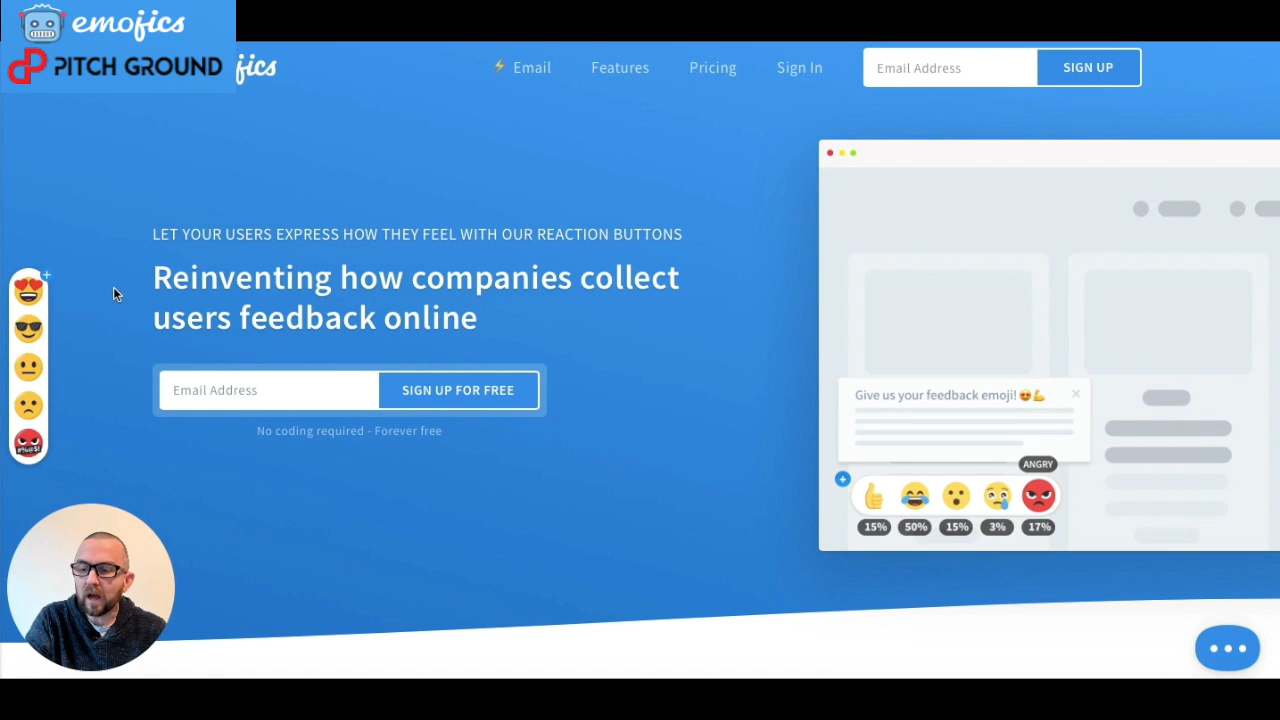 emojics
PITCH GROUND
jics
Email
Features
Pricing
Sign In
Email Address
SIGN UP
LET YOUR USERS EXPRESS HOW THEY FEEL WITH OUR REACTION BUTTONS
Reinventing how companies collect
users feedback online
Email Address
SIGN UP FOR FREE
No coding required - Forever free
Give us your feedback emoji! 😍💪
ANGRY
15%
50%
15%
3%
17%